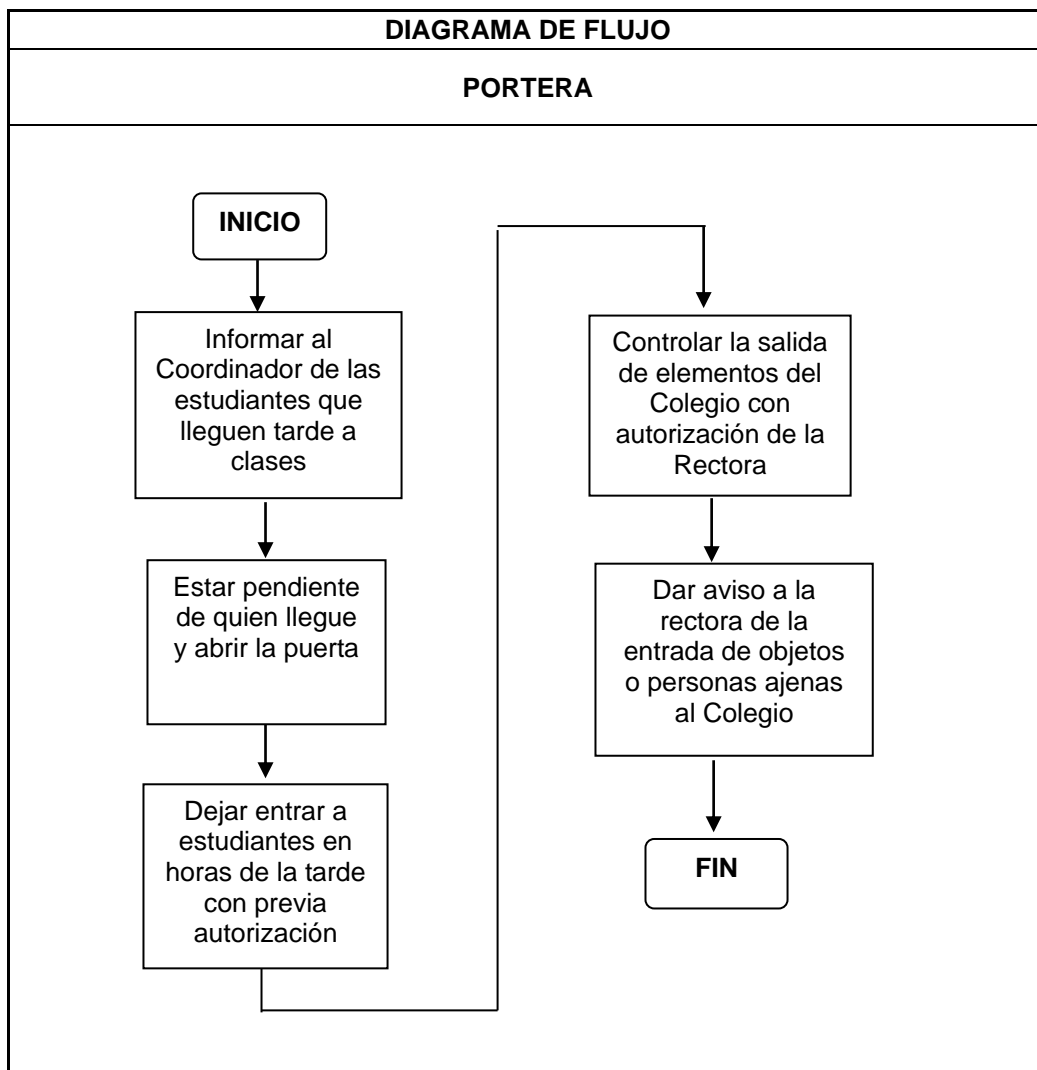 DIAGRAMA DE FLUJO
PORTERA
INICIO
Informar al
Coordinador de las
estudiantes que
lleguen tarde a
clases
Estar pendiente
de quien llegue
y abrir la puerta
Dejar entrar a
estudiantes en
horas de la tarde
con previa
autorización
Controlar la salida
de elementos del
Colegio con
autorización de la
Rectora
Dar aviso a la
rectora de la
entrada de objetos
o personas ajenas
al Colegio
FIN